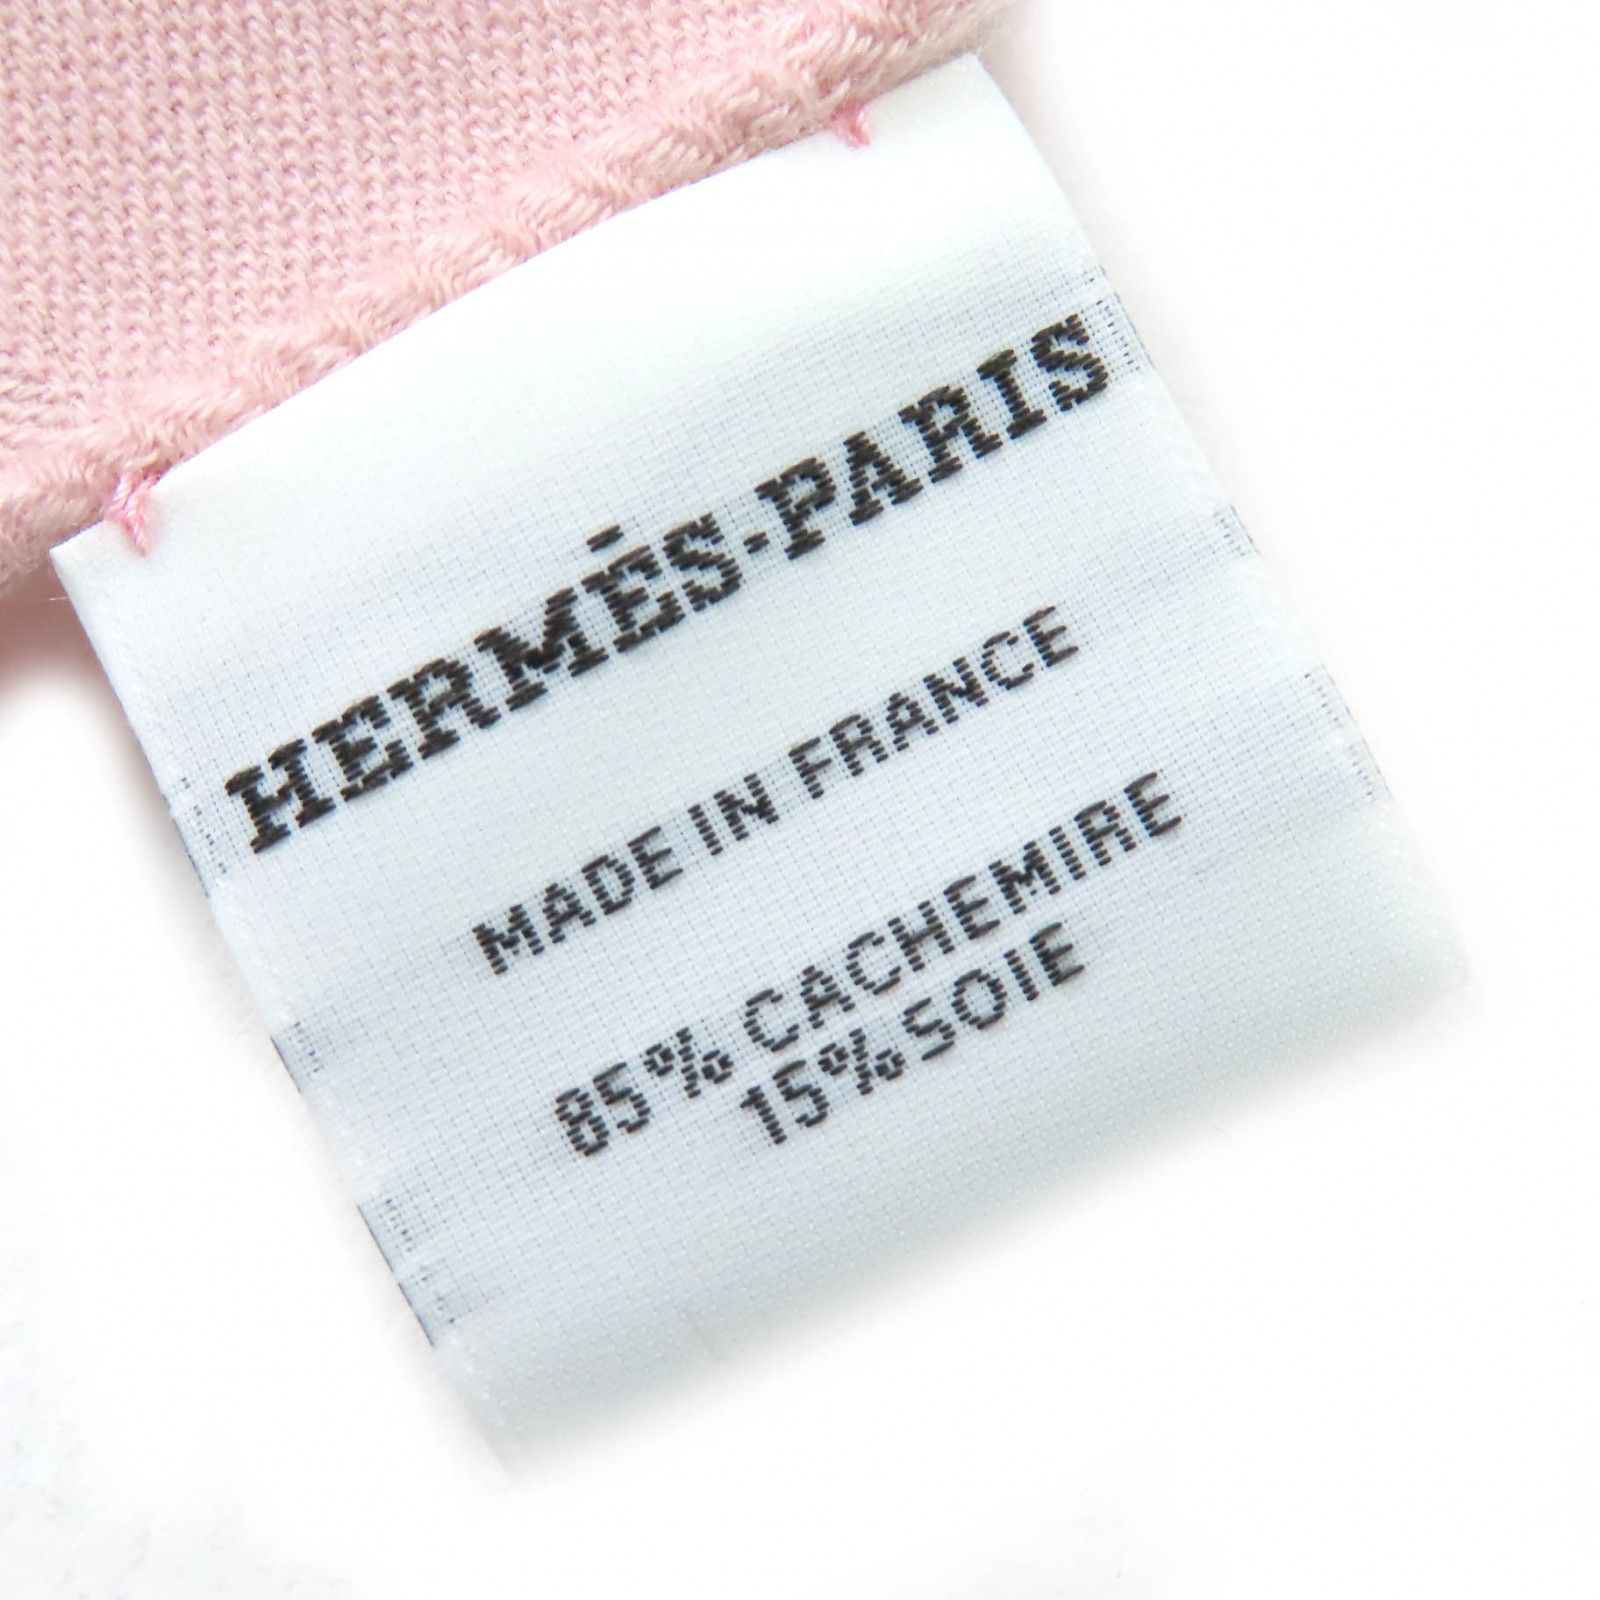 HERMÈS-PARIS
MADE IN FRANCE
85% CACHEMIRE
15% SOIE